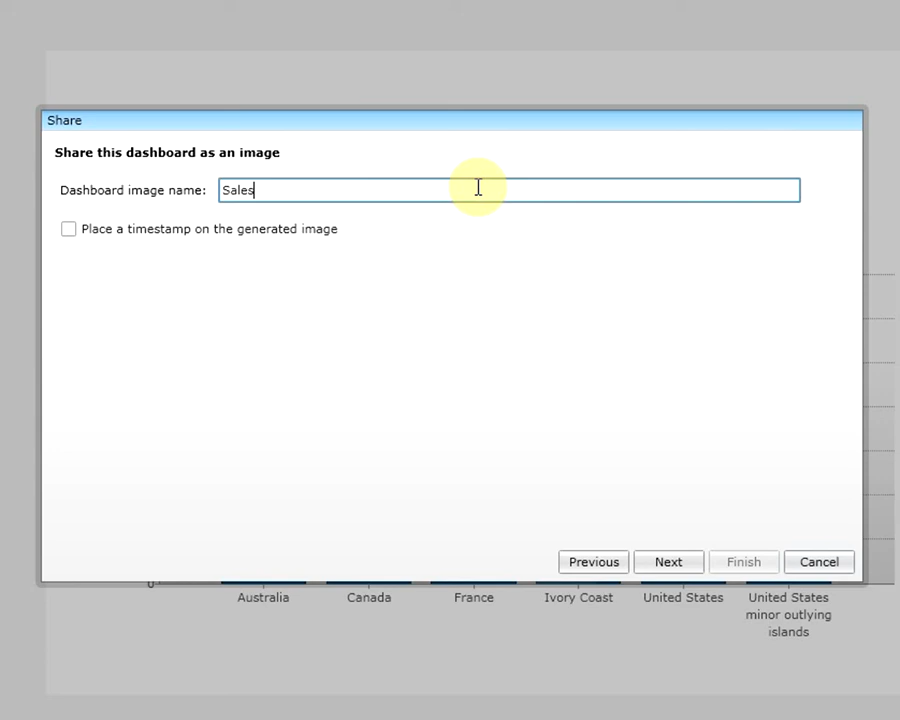 Share
Share this dashboard as an image
Dashboard image name: Sales
Place a timestamp on the generated image
Previous Next Finish Cancel
0
Australia Canada France Ivory Coast United States United States
minor outlying
islands